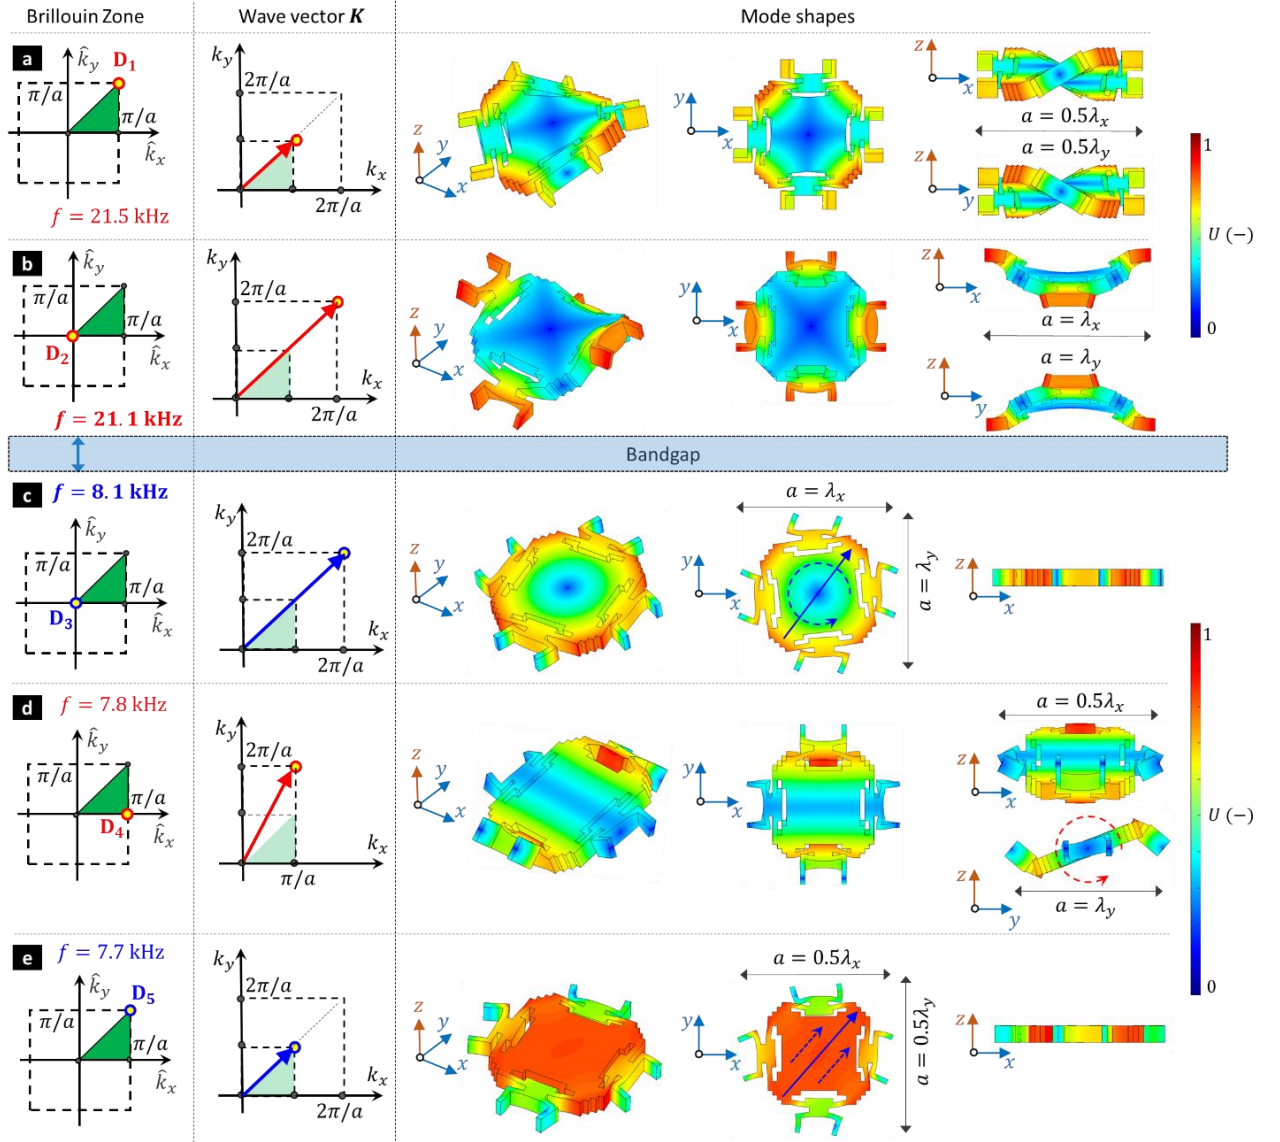 Brillouin Zone Wave vector K Mode shapes
a
k̂y D1
π/a
π/a
k̂x
f = 21.5 kHz
ky
2π/a
kx
2π/a
z y x
y x
z x
a = 0.5λx
a = 0.5λy
z y
1
U (−)
0
b
k̂y
π/a
π/a
D2 k̂x
f = 21.1 kHz
ky
2π/a
kx
2π/a
z y x
y x
z x
a = λx
a = λy
z y
Bandgap
c f = 8.1 kHz
k̂y
π/a
π/a
D3 k̂x
ky
2π/a
kx
2π/a
z y x
a = λx
a = λy
y x
z x
1
U (−)
0
d f = 7.8 kHz
k̂y
π/a
π/a
D4 k̂x
ky
2π/a
kx
π/a
z y x
y x
a = 0.5λx
z x
z y
a = λy
e f = 7.7 kHz
k̂y D5
π/a
π/a
k̂x
ky
2π/a
kx
2π/a
z y x
a = 0.5λx
a = 0.5λy
y x
z x